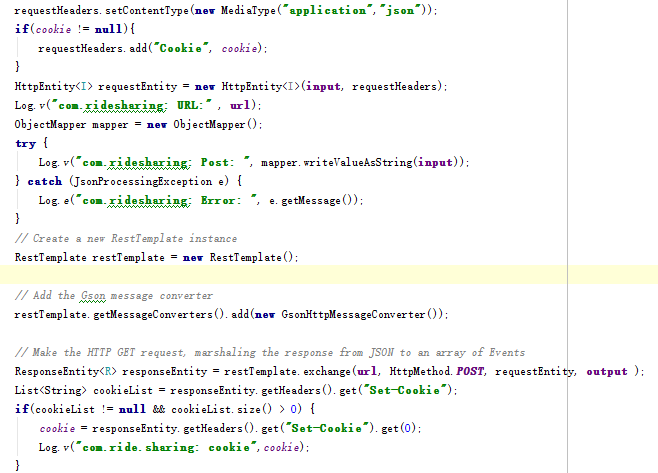 requestHeaders.setContentType(new MediaType("application","json"));
if(cookie != null){
requestHeaders.add("Cookie", cookie);
}
HttpEntity<I> requestEntity = new HttpEntity<I>(input, requestHeaders);
Log.v("com.ridesharing: URL:" , url);
ObjectMapper mapper = new ObjectMapper();
try {
Log.v("com.ridesharing: Post: ", mapper.writeValueAsString(input));
} catch (JsonProcessingException e) {
Log.e("com.ridesharing: Error: ", e.getMessage());
}
// Create a new RestTemplate instance
RestTemplate restTemplate = new RestTemplate();
// Add the Gson message converter
restTemplate.getMessageConverters().add(new GsonHttpMessageConverter());
// Make the HTTP GET request, marshaling the response from JSON to an array of Events
ResponseEntity<R> responseEntity = restTemplate.exchange(url, HttpMethod.POST, requestEntity, output );
List<String> cookieList = responseEntity.getHeaders().get("Set-Cookie");
if(cookieList != null && cookieList.size() > 0) {
cookie = responseEntity.getHeaders().get("Set-Cookie").get(0);
Log.v("com.ride.sharing: cookie",cookie);
}